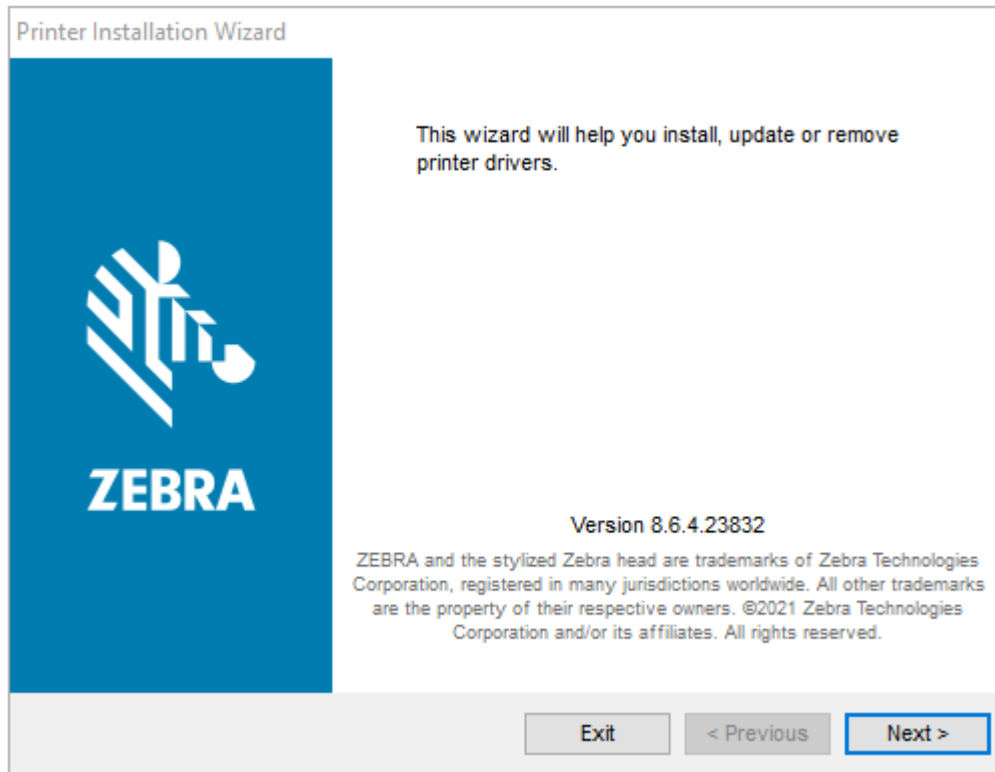 Printer Installation Wizard
This wizard will help you install, update or remove
printer drivers.
ZEBRA
Version 8.6.4.23832
ZEBRA and the stylized Zebra head are trademarks of Zebra Technologies
Corporation, registered in many jurisdictions worldwide. All other trademarks
are the property of their respective owners. ©2021 Zebra Technologies
Corporation and/or its affiliates. All rights reserved.
Exit
< Previous
Next >